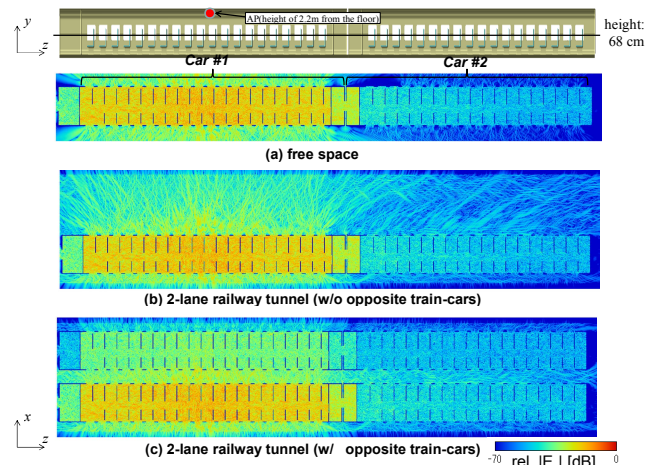 AP(height of 2.2m from the floor)
y
z
height:
68 cm
Car #1
Car #2
(a) free space
(b) 2-lane railway tunnel (w/o opposite train-cars)
x
z
(c) 2-lane railway tunnel (w/ opposite train-cars)
-70
0
rel. |E | [dB]